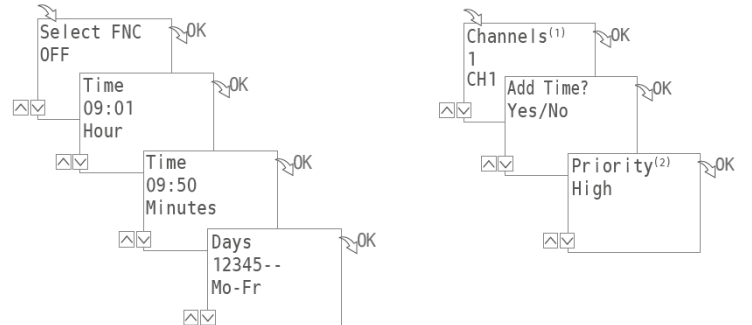 Select FNC
OFF
OK
Time
09:01
Hour
OK
Time
09:50
Minutes
OK
Days
12345--
Mo-Fr
OK
Channels(1)
1
CH1
OK
Add Time?
Yes/No
OK
Priority(2)
High
OK